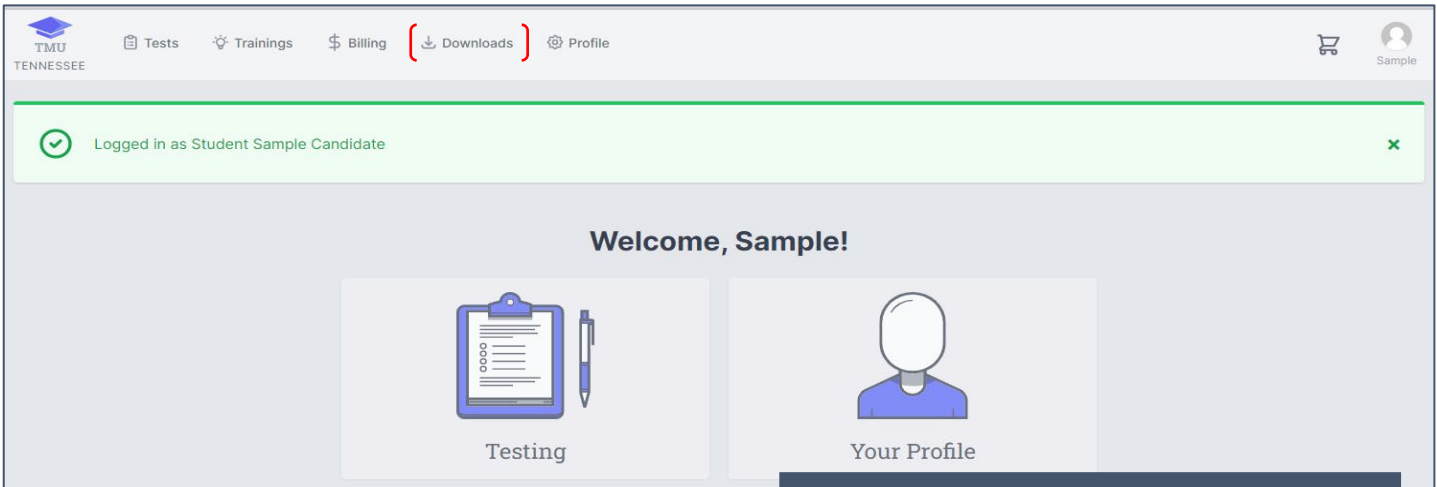 TMU
TENNESSEE
Tests Trainings $ Billing Downloads Profile
Sample
Logged in as Student Sample Candidate
Welcome, Sample!
Testing
Your Profile